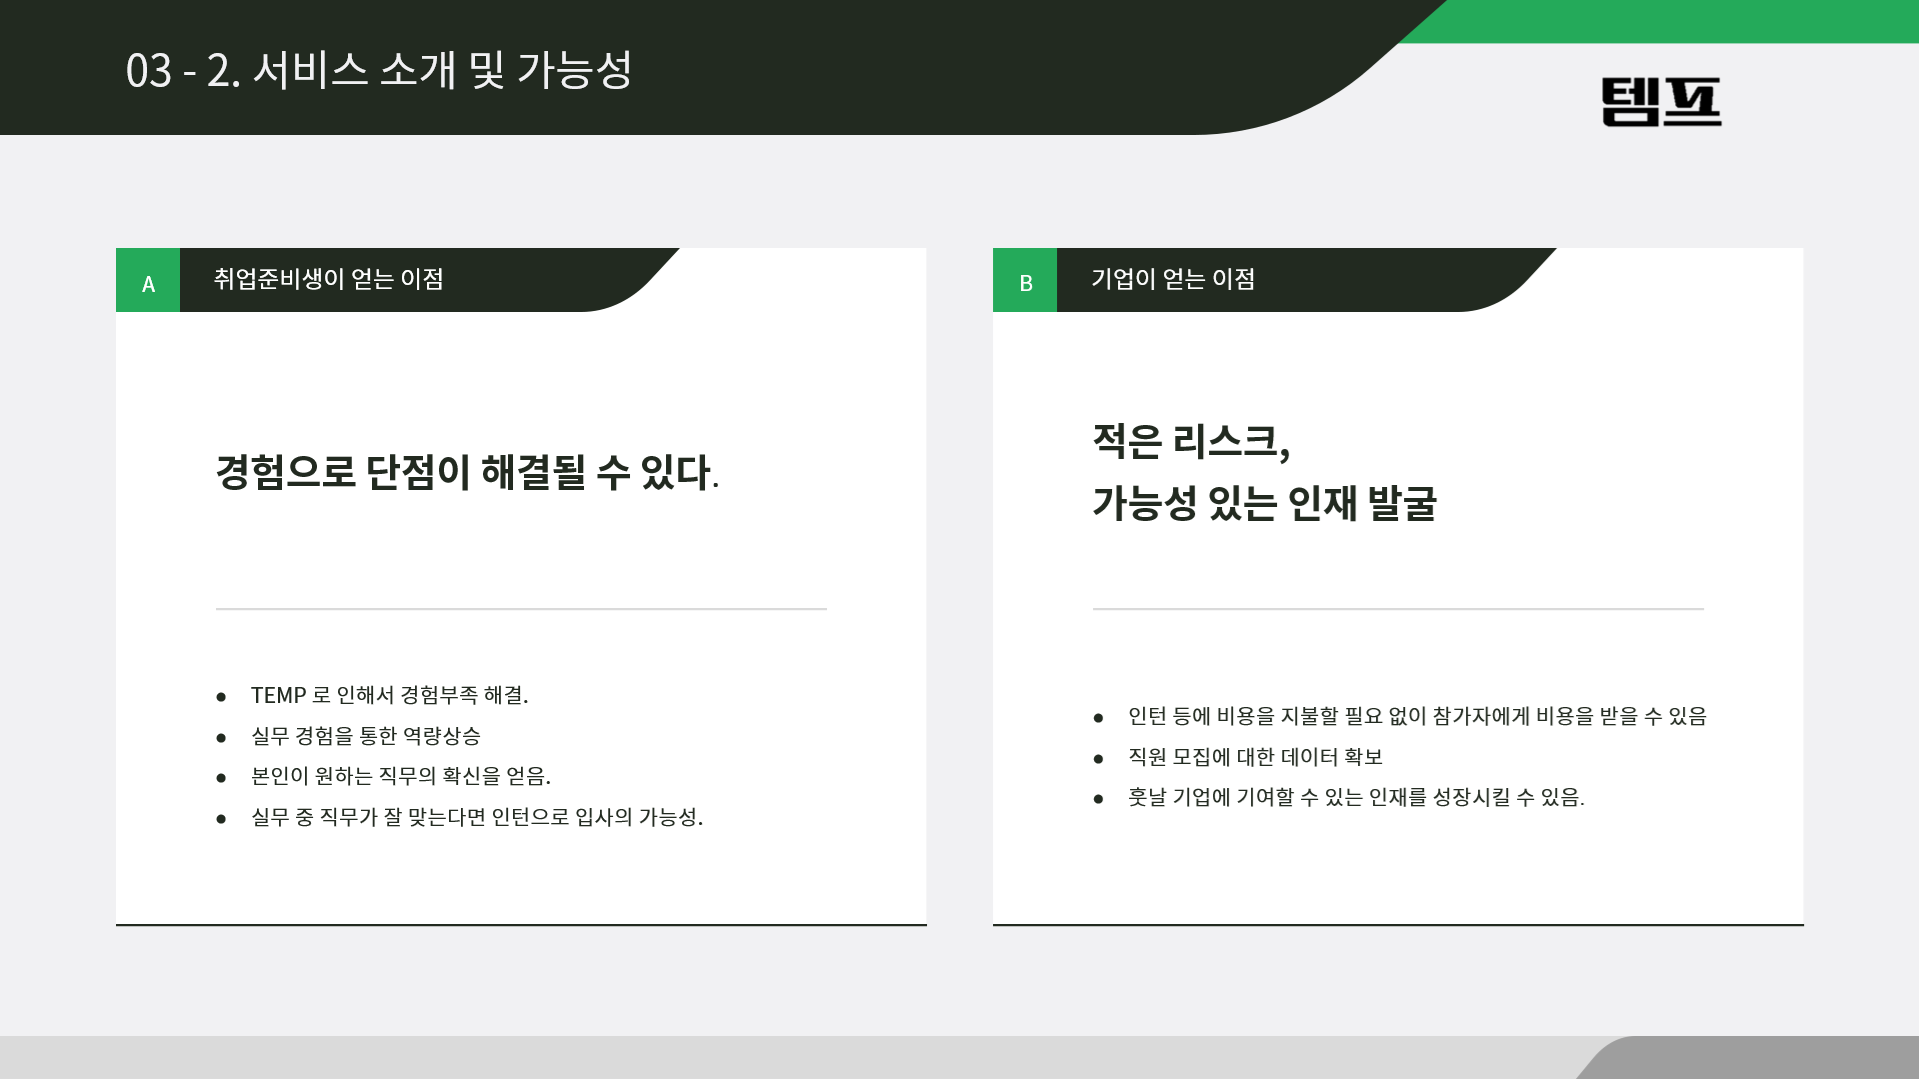 03 - 2. 서비스 소개 및 가능성
템프
A
취업준비생이 얻는 이점
경험으로 단점이 해결될 수 있다.
● TEMP 로 인해서 경험부족 해결.
● 실무 경험을 통한 역량상승
● 본인이 원하는 직무의 확신을 얻음.
● 실무 중 직무가 잘 맞는다면 인턴으로 입사의 가능성.
B
기업이 얻는 이점
적은 리스크,
가능성 있는 인재 발굴
● 인턴 등에 비용을 지불할 필요 없이 참가자에게 비용을 받을 수 있음
● 직원 모집에 대한 데이터 확보
● 훗날 기업에 기여할 수 있는 인재를 성장시킬 수 있음.